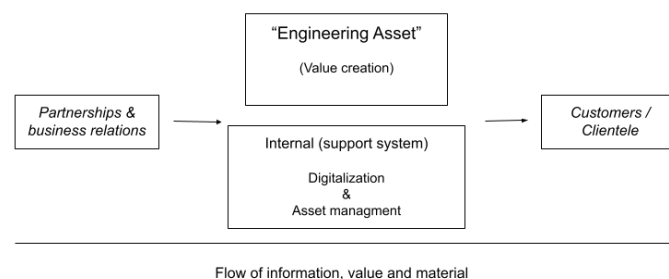 “Engineering Asset”
(Value creation)
Partnerships &
business relations
Customers /
Clientele
Internal (support system)
Digitalization
&
Asset managment
Flow of information, value and material